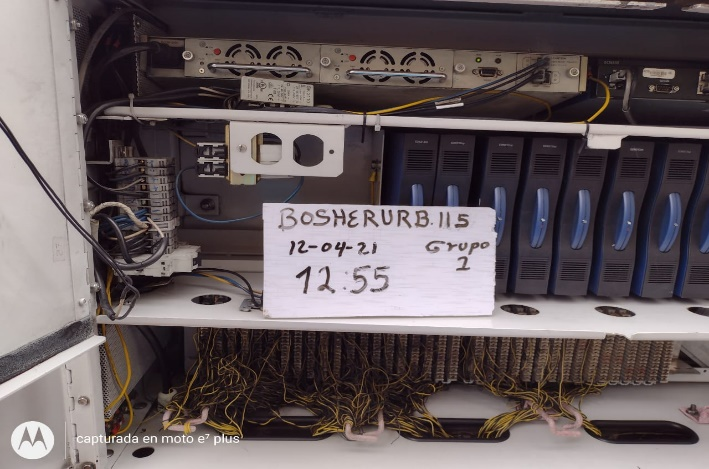 BOSHERURB.115
12-04-21 Grupo
12:55 1
capturada en moto e⁷ plus